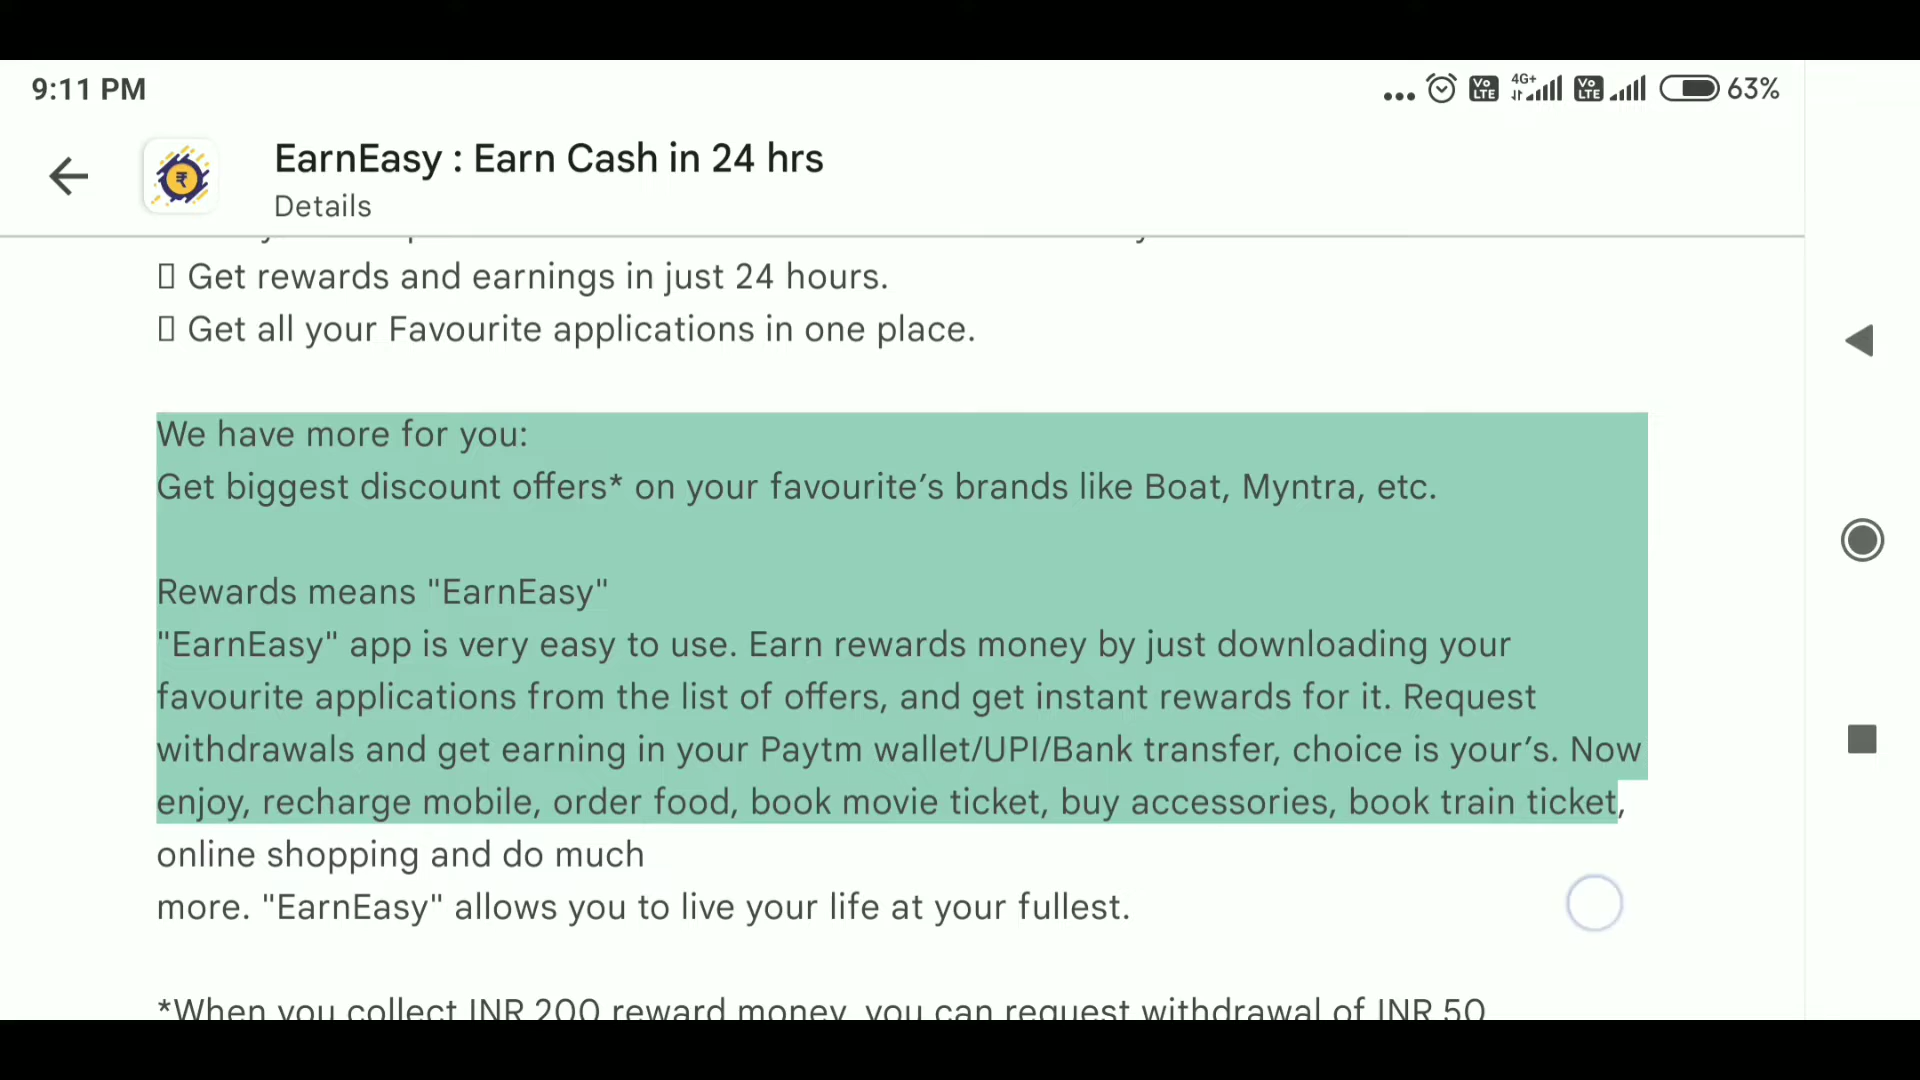 9:11 PM
Vo LTE 4G+ Vo LTE 63%
EarnEasy : Earn Cash in 24 hrs
Details
Get rewards and earnings in just 24 hours.
Get all your Favourite applications in one place.
We have more for you:
Get biggest discount offers* on your favourite’s brands like Boat, Myntra, etc.
Rewards means "EarnEasy"
"EarnEasy" app is very easy to use. Earn rewards money by just downloading your
favourite applications from the list of offers, and get instant rewards for it. Request
withdrawals and get earning in your Paytm wallet/UPI/Bank transfer, choice is your’s. Now
enjoy, recharge mobile, order food, book movie ticket, buy accessories, book train ticket,
online shopping and do much
more. "EarnEasy" allows you to live your life at your fullest.
*When you collect INR 200 reward money, you can request withdrawal of INR 50